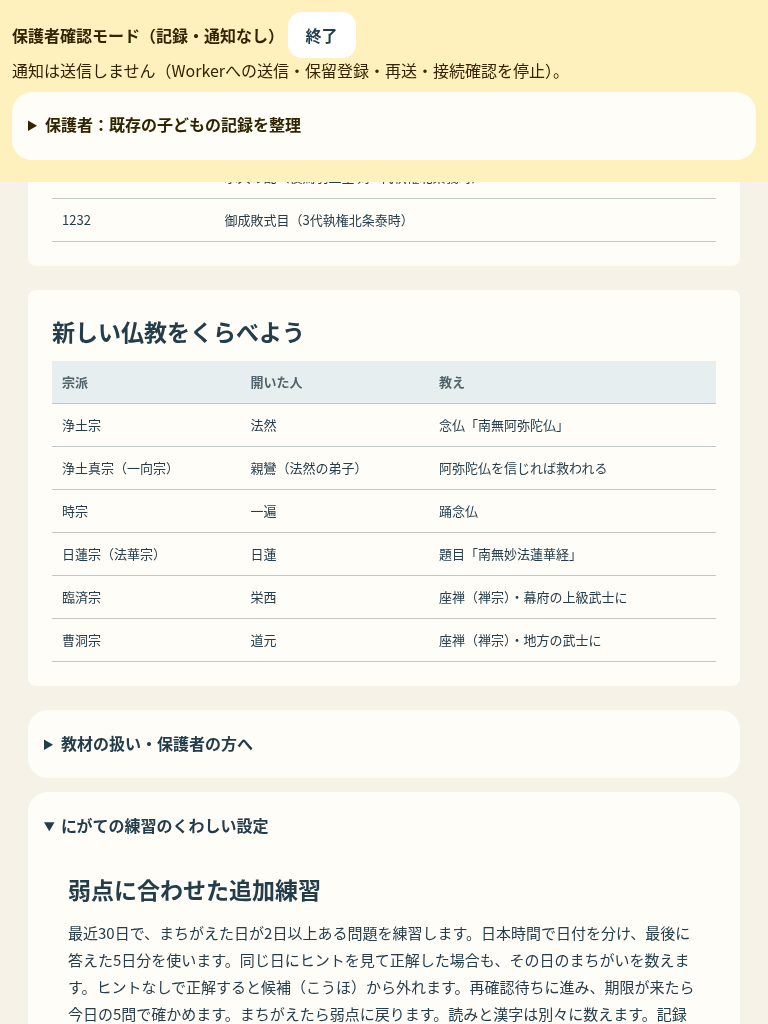 保護者確認モード（記録・通知なし） 終了
通知は送信しません（Workerへの送信・保留登録・再送・接続確認を停止）。
▶ 保護者：既存の子どもの記録を整理
1232 御成敗式目（3代執権北条泰時）
新しい仏教をくらべよう
宗派 開いた人 教え
浄土宗 法然 念仏「南無阿弥陀仏」
浄土真宗（一向宗） 親鸞（法然の弟子） 阿弥陀仏を信じれば救われる
時宗 一遍 踊念仏
日蓮宗（法華宗） 日蓮 題目「南無妙法蓮華経」
臨済宗 栄西 座禅（禅宗）・幕府の上級武士に
曹洞宗 道元 座禅（禅宗）・地方の武士に
▶ 教材の扱い・保護者の方へ
▼ にがての練習のくわしい設定
弱点に合わせた追加練習
最近30日で、まちがえた日が2日以上ある問題を練習します。日本時間で日付を分け、最後に
答えた5日分を使います。同じ日にヒントを見て正解した場合も、その日のまちがいを数えま
す。ヒントなしで正解すると候補（こうほ）から外れます。再確認待ちに進み、期限が来たら
今日の5問で確かめます。まちがえたら弱点に戻ります。読みと漢字は別々に数えます。記録